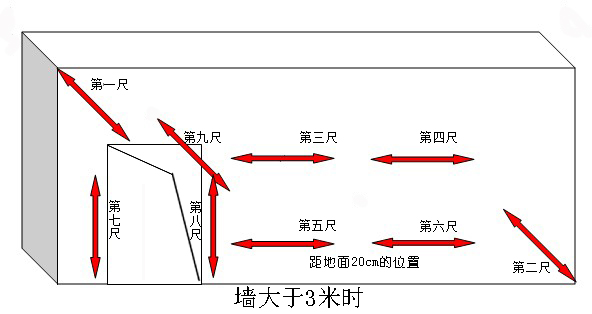 第一尺
第九尺
第三尺
第四尺
第七尺
第八尺
第五尺
第六尺
距地面20cm的位置
第二尺
墙大于3米时